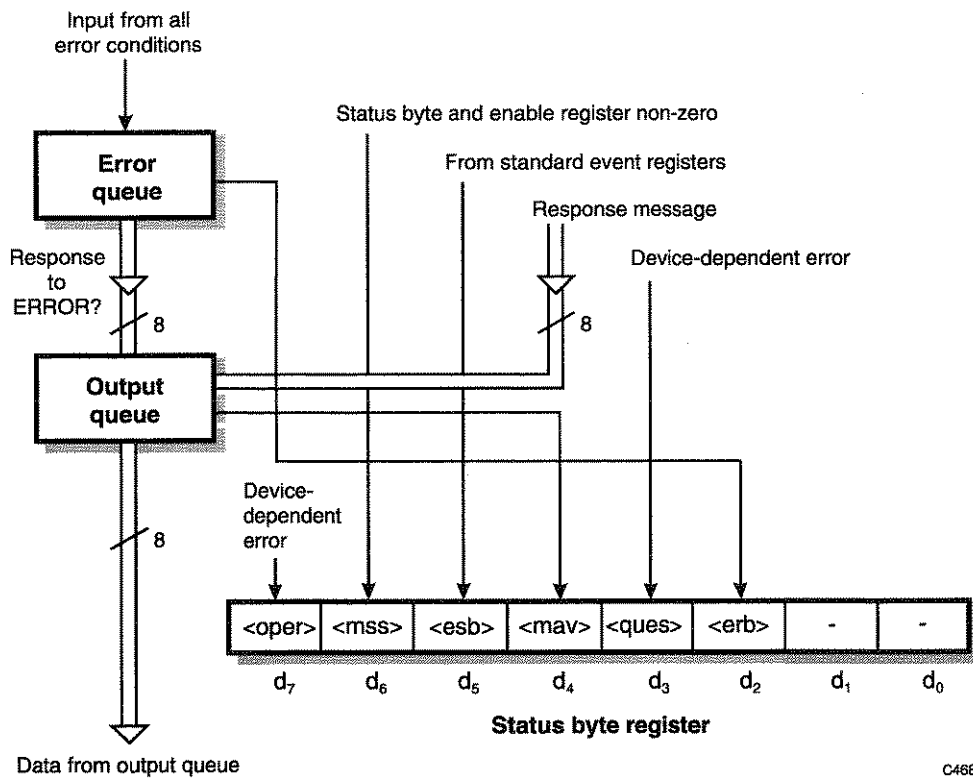 Input from all
error conditions
Status byte and enable register non-zero
Error
queue
From standard event registers
Response message
Response
to
ERROR?
Device-dependent error
8
8
Output
queue
Device-
dependent
error
8
<oper> <mss> <esb> <mav> <ques> <erb> - -
d7 d6 d5 d4 d3 d2 d1 d0
Status byte register
Data from output queue